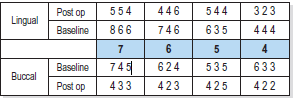 Lingual Post op 5 5 4 4 4 6 5 4 4 3 2 3
Baseline 8 6 6 7 4 6 6 3 5 4 4 4
7 6 5 4
Buccal Baseline 7 4 5 6 2 4 5 3 5 6 3 3
Post op 4 3 3 4 2 3 4 2 5 4 2 2